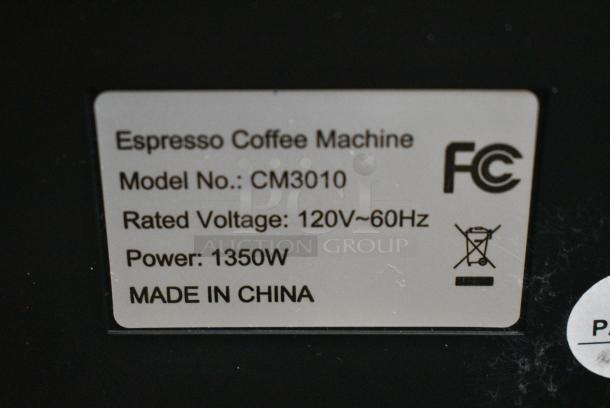 Espresso Coffee Machine
FC
Model No.: CM3010
Rated Voltage: 120V~60Hz
AUCTION GROUP
Power: 1350W
MADE IN CHINA